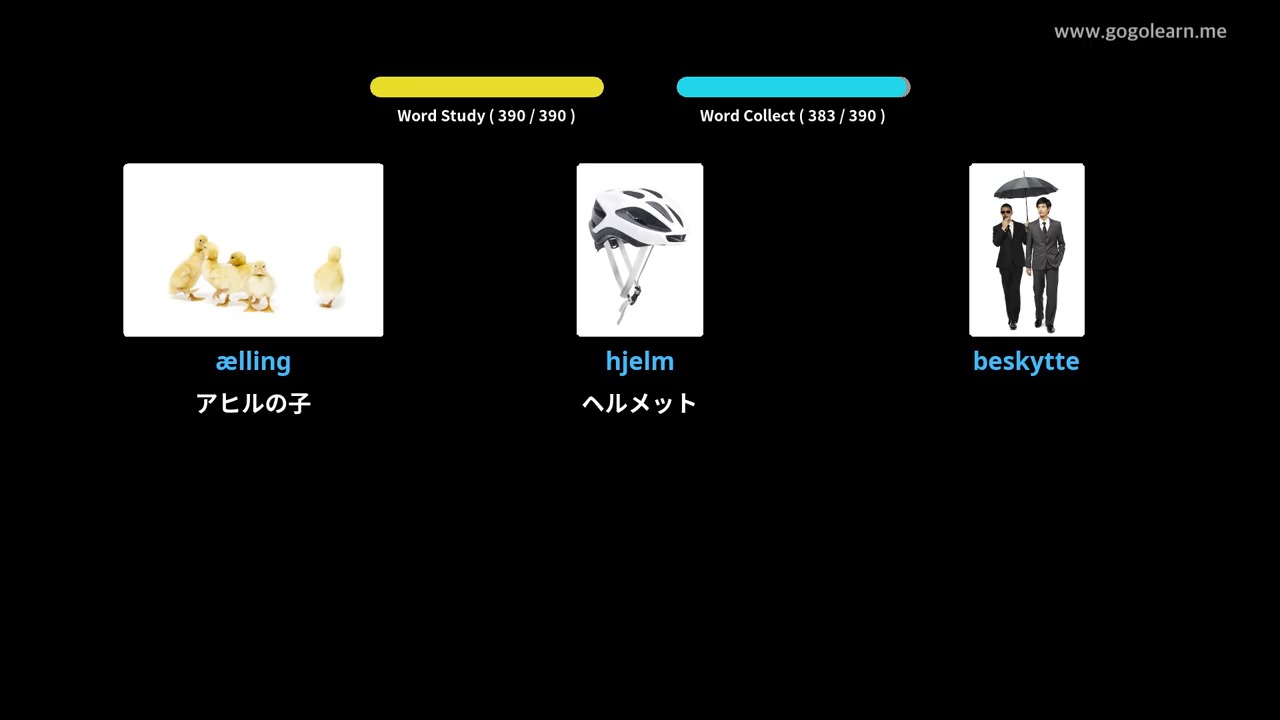 www.gogolearn.me
Word Study ( 390 / 390 )
Word Collect ( 383 / 390 )
ælling
hjelm
beskytte
アヒルの子
ヘルメット